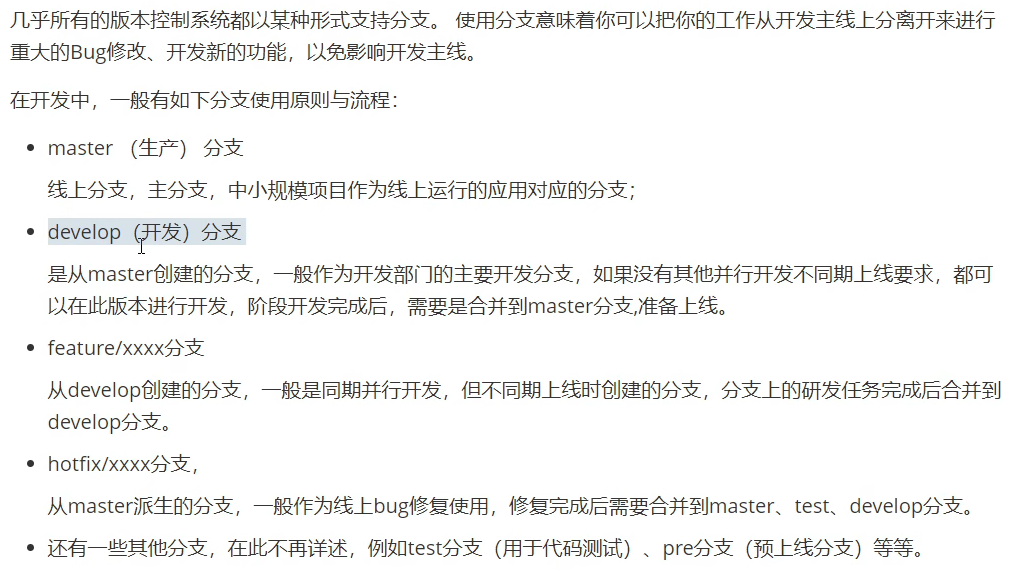 几乎所有的版本控制系统都以某种形式支持分支。 使用分支意味着你可以把你的工作从开发主线上分离开来进行
重大的Bug修改、开发新的功能，以免影响开发主线。
在开发中，一般有如下分支使用原则与流程：
• master （生产） 分支
线上分支，主分支，中小规模项目作为线上运行的应用对应的分支；
• develop（开发）分支
是从master创建的分支，一般作为开发部门的主要开发分支，如果没有其他并行开发不同期上线要求，都可
以在此版本进行开发，阶段开发完成后，需要是合并到master分支,准备上线。
• feature/xxxx分支
从develop创建的分支，一般是同期并行开发，但不同期上线时创建的分支，分支上的研发任务完成后合并到
develop分支。
• hotfix/xxxx分支，
从master派生的分支，一般作为线上bug修复使用，修复完成后需要合并到master、test、develop分支。
• 还有一些其他分支，在此不再详述，例如test分支（用于代码测试）、pre分支（预上线分支）等等。